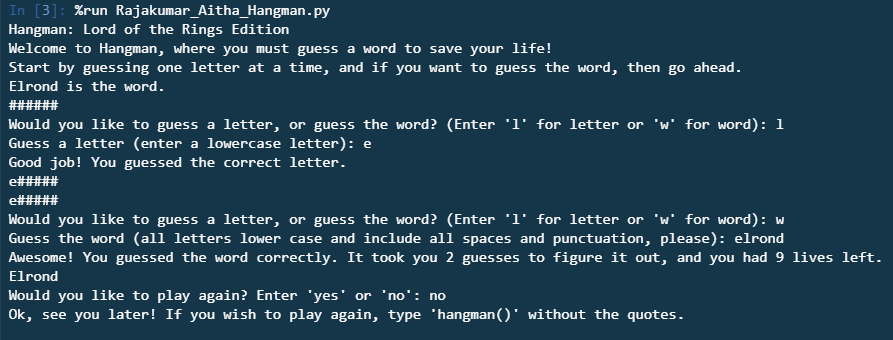 In [3]: %run Rajakumar_Aitha_Hangman.py
Hangman: Lord of the Rings Edition
Welcome to Hangman, where you must guess a word to save your life!
Start by guessing one letter at a time, and if you want to guess the word, then go ahead.
Elrond is the word.
######
Would you like to guess a letter, or guess the word? (Enter 'l' for letter or 'w' for word): l
Guess a letter (enter a lowercase letter): e
Good job! You guessed the correct letter.
e#####
e#####
Would you like to guess a letter, or guess the word? (Enter 'l' for letter or 'w' for word): w
Guess the word (all letters lower case and include all spaces and punctuation, please): elrond
Awesome! You guessed the word correctly. It took you 2 guesses to figure it out, and you had 9 lives left.
Elrond
Would you like to play again? Enter 'yes' or 'no': no
Ok, see you later! If you wish to play again, type 'hangman()' without the quotes.